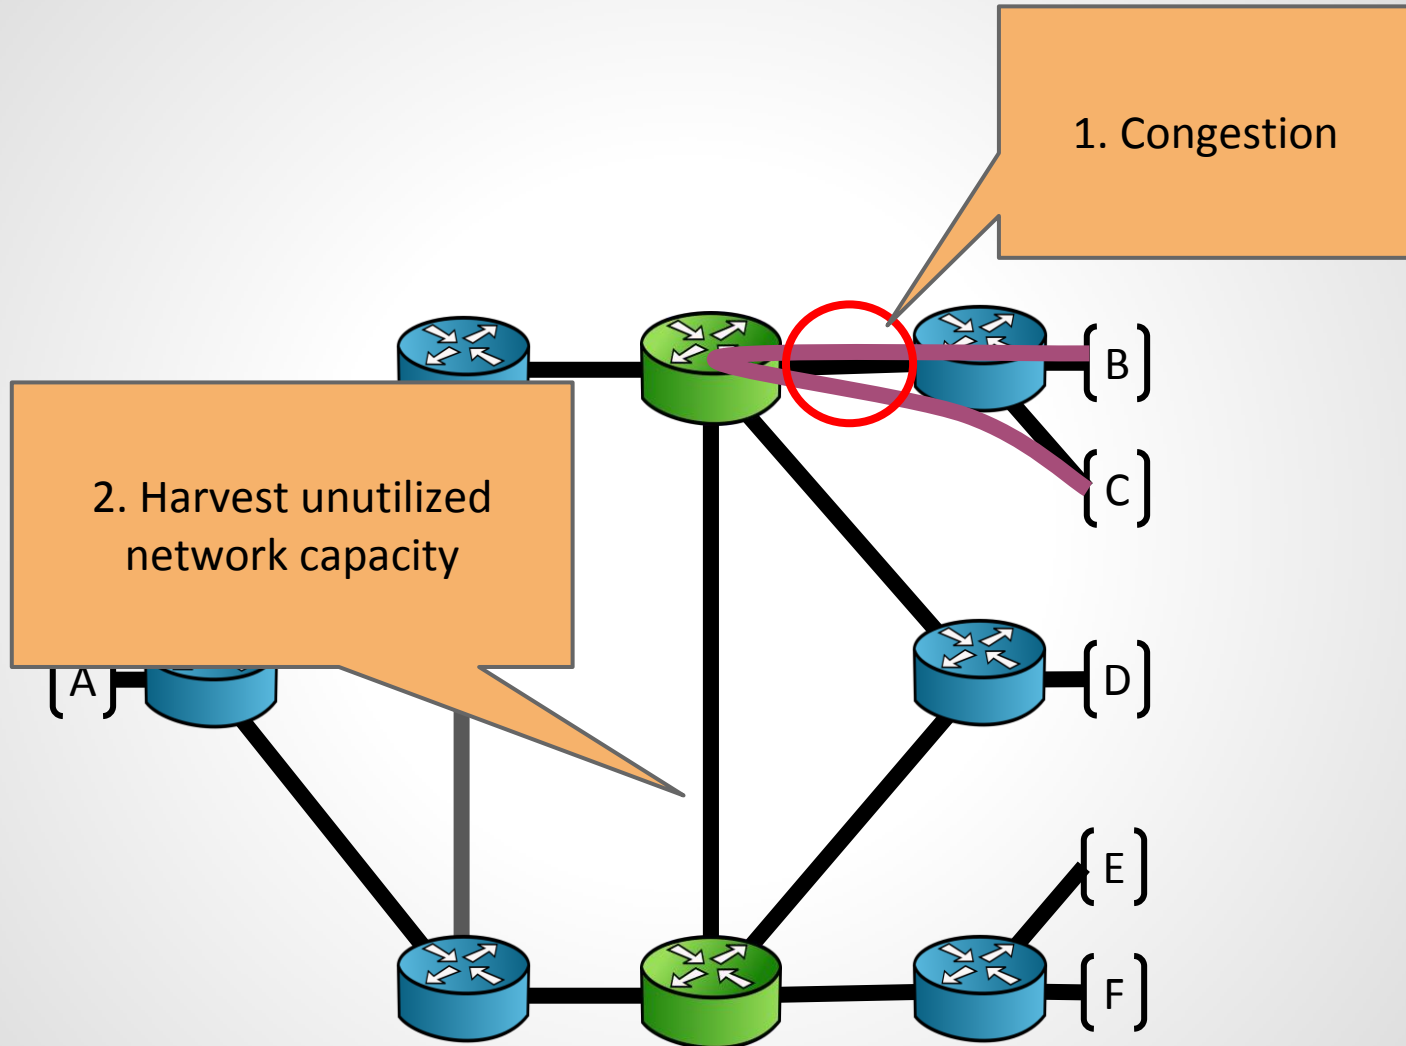 1. Congestion
[B]
[C]
2. Harvest unutilized
network capacity
[A]
[D]
[E]
[F]